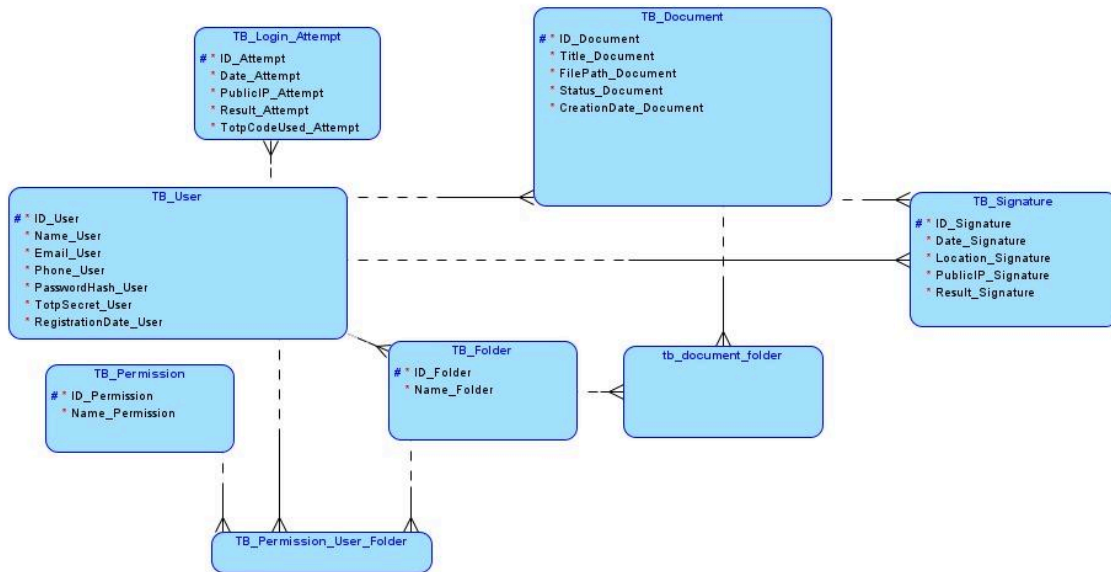 TB_Login_Attempt
# * ID_Attempt
* Date_Attempt
* PublicIP_Attempt
* Result_Attempt
* TotpCodeUsed_Attempt
TB_Document
# * ID_Document
* Title_Document
* FilePath_Document
* Status_Document
* CreationDate_Document
TB_User
# * ID_User
* Name_User
* Email_User
* Phone_User
* PasswordHash_User
* TotpSecret_User
* RegistrationDate_User
TB_Signature
# * ID_Signature
* Date_Signature
* Location_Signature
* PublicIP_Signature
* Result_Signature
TB_Permission
# * ID_Permission
* Name_Permission
TB_Folder
# * ID_Folder
* Name_Folder
tb_document_folder
TB_Permission_User_Folder